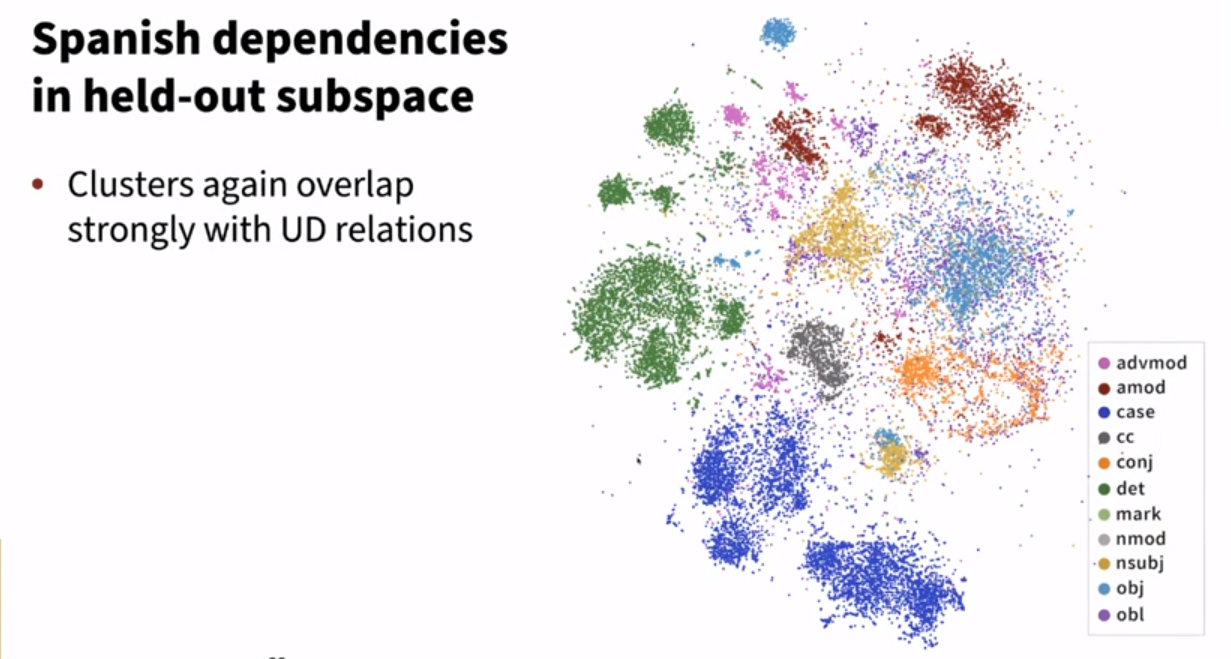 Spanish dependencies
in held-out subspace
• Clusters again overlap
strongly with UD relations
advmod
amod
case
cc
conj
det
mark
nmod
nsubj
obj
obl